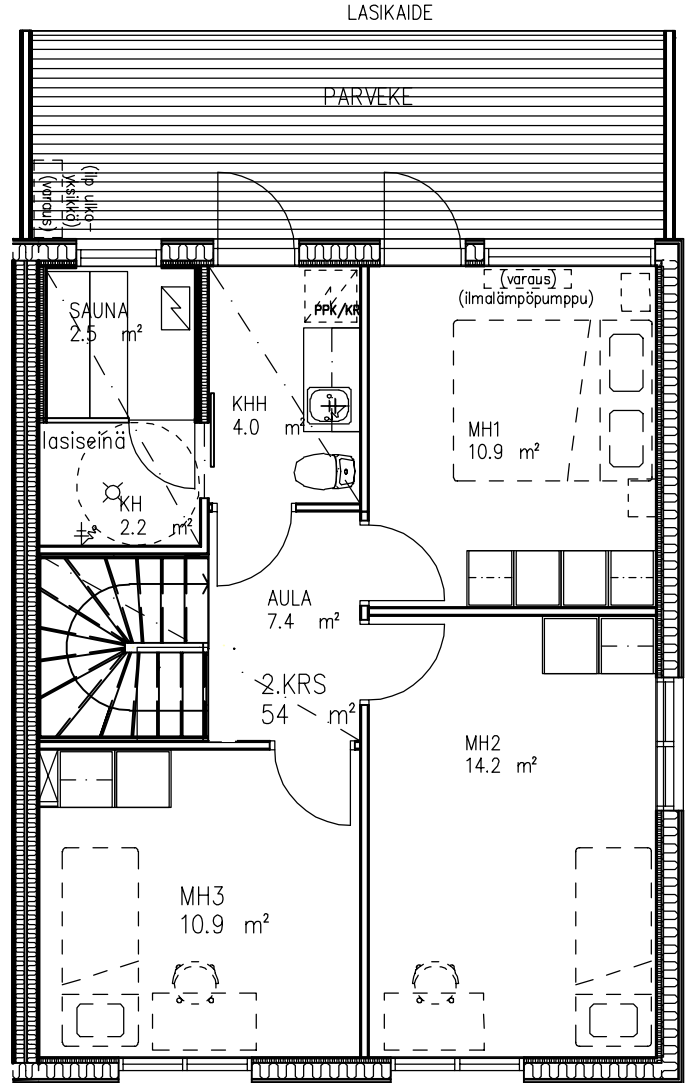 LASIKAIDE
PARVEKE
(ilp ulko-
yksikkö)
(varaus)
(varaus)
(ilmalämpöpumppu)
SAUNA
2.5 m²
PPK/KR
KHH
4.0 m²
MH1
10.9 m²
lasiseinä
KH
2.2 m²
AULA
7.4 m²
2.KRS
54 m²
MH2
14.2 m²
MH3
10.9 m²